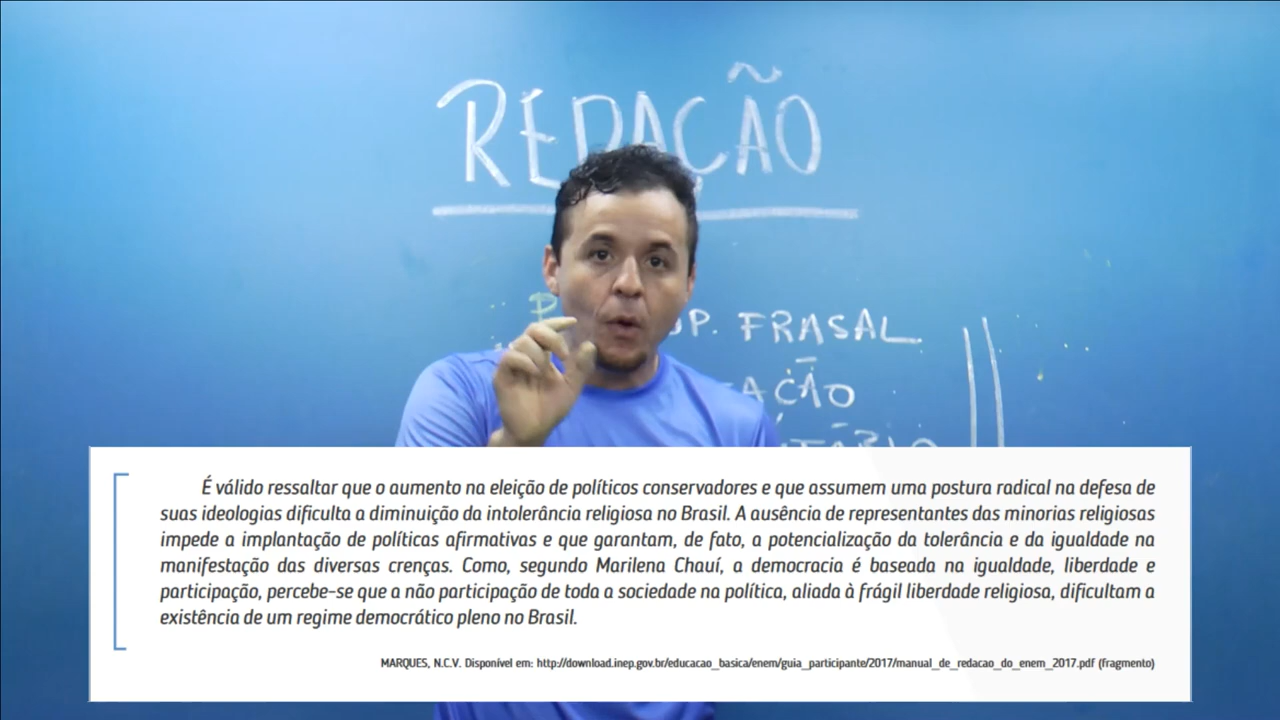 REDAÇÃO
OP. FRASAL
AÇÃO
É válido ressaltar que o aumento na eleição de políticos conservadores e que assumem uma postura radical na defesa de
suas ideologias dificulta a diminuição da intolerância religiosa no Brasil. A ausência de representantes das minorias religiosas
impede a implantação de políticas afirmativas e que garantam, de fato, a potencialização da tolerância e da igualdade na
manifestação das diversas crenças. Como, segundo Marilena Chauí, a democracia é baseada na igualdade, liberdade e
participação, percebe-se que a não participação de toda a sociedade na política, aliada à frágil liberdade religiosa, dificultam a
existência de um regime democrático pleno no Brasil.
MARQUES, N.C.V. Disponível em: http://download.inep.gov.br/educacao_basica/enem/guia_participante/2017/manual_de_redacao_do_enem_2017.pdf (fragmento)